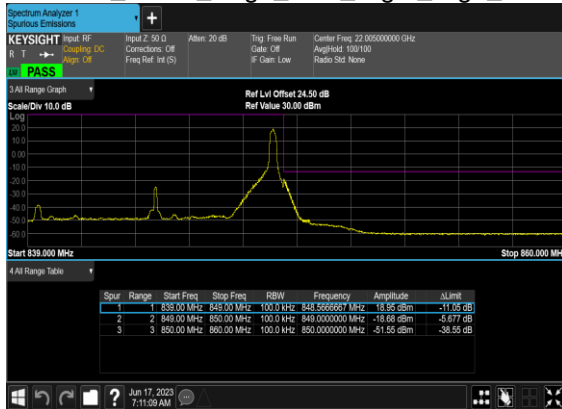 Spectrum Analyzer 1
Spurious Emissions
KEYSIGHT Input: RF Input Z: 50 Ω Atten: 20 dB Trig: Free Run Center Freq: 22.005000000 GHz
R T Coupling: DC Corrections: Off Gate: Off Avg|Hold: 100/100
Align: Off Freq Ref: Int (S) IF Gain: Low Radio Std: None
PASS
3 All Range Graph Ref Lvl Offset 24.50 dB
Scale/Div 10.0 dB Ref Value 30.00 dBm
Log
20.0
10.0
0.00
-10.0
-20.0
-30.0
-40.0
-50.0
-60.0
Start 839.000 MHz Stop 860.000 MHz
4 All Range Table
Spur Range Start Freq Stop Freq RBW Frequency Amplitude ΔLimit
1 1 839.00 MHz 849.00 MHz 100.0 kHz 848.5666667 MHz 18.95 dBm -11.05 dB
2 2 849.00 MHz 850.00 MHz 100.0 kHz 849.0000000 MHz -18.68 dBm -5.677 dB
3 3 850.00 MHz 860.00 MHz 100.0 kHz 850.0000000 MHz -51.55 dBm -38.55 dB
? Jun 17, 2023
7:11:09 AM